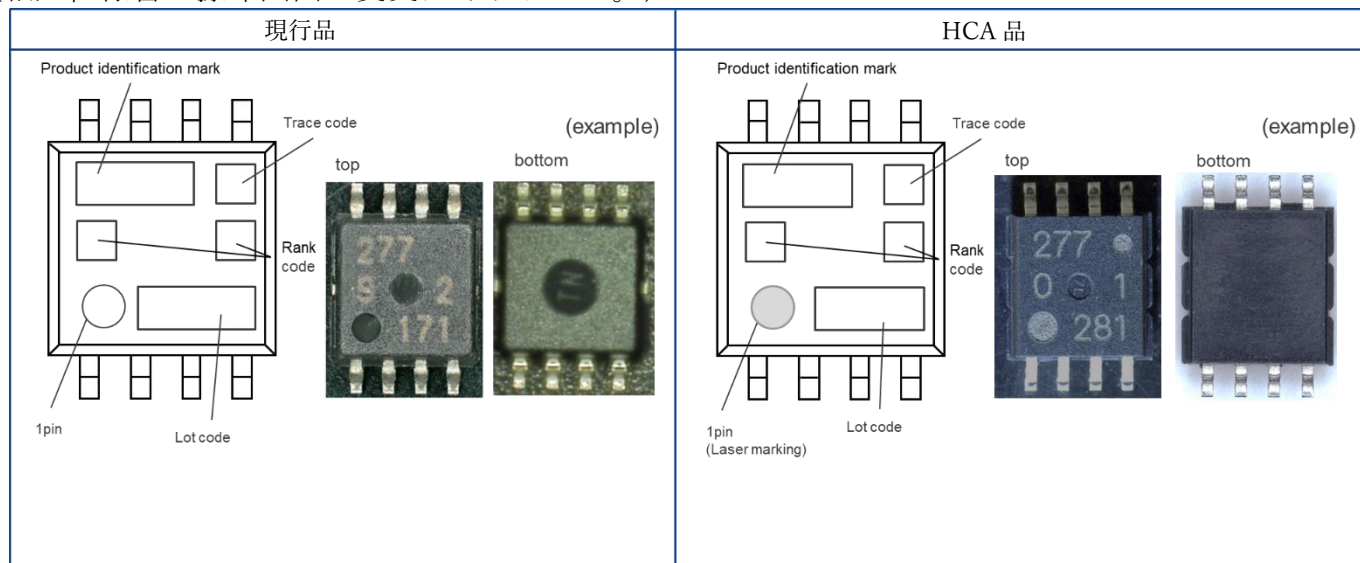 現行品
HCA 品
Product identification mark
Trace code
(example)
top
bottom
277
5 2
171
Rank
code
1pin
Lot code
Product identification mark
Trace code
(example)
top
bottom
277
0 1
281
Rank
code
1pin
(Laser marking)
Lot code